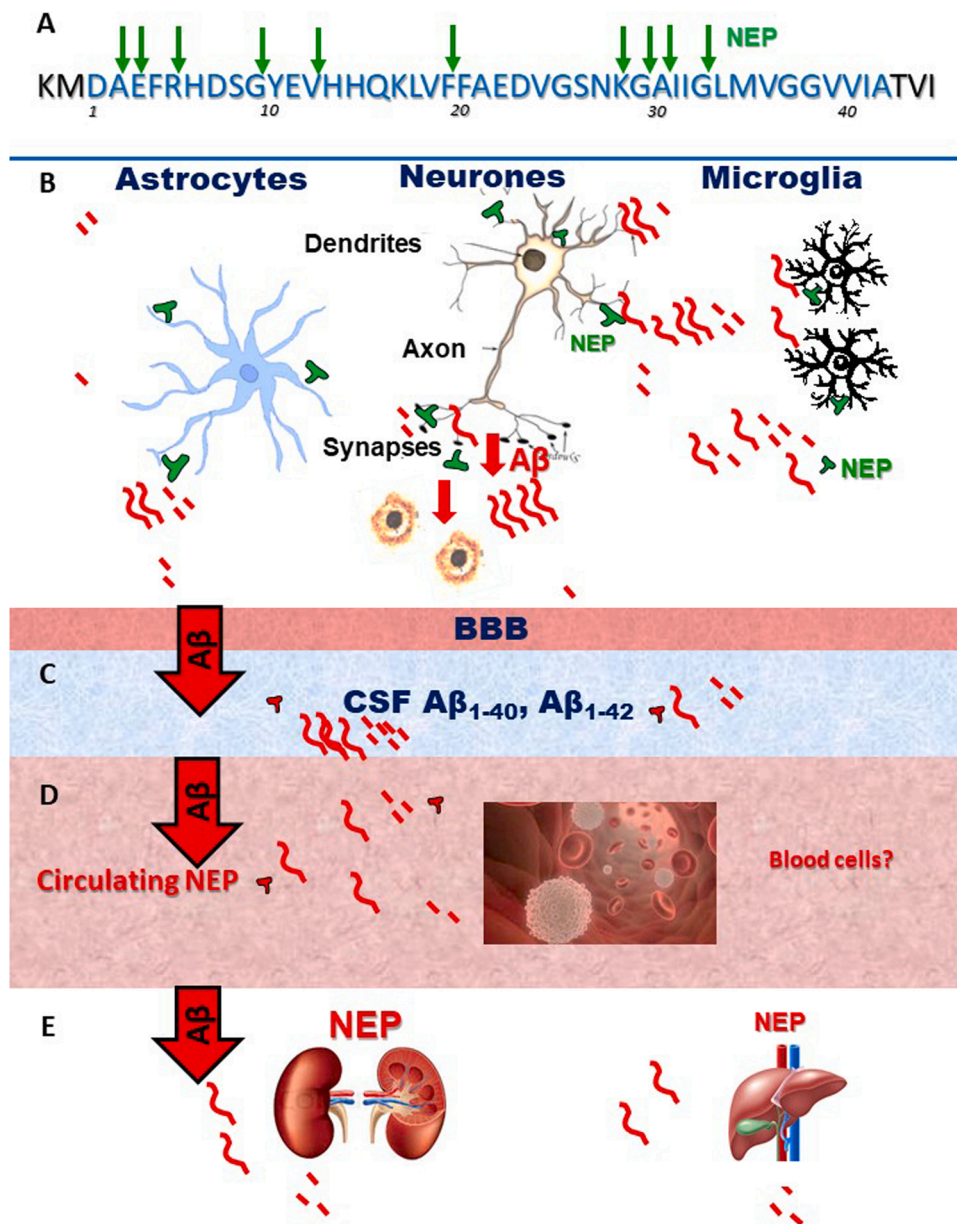 A
NEP
KMDAEFRHDSGYEVHHQKLVFFAEDVGSNKGAIIGLMVGGVVIATVI
1 10 20 30 40
B
Astrocytes
Neurones
Microglia
Dendrites
Axon
NEP
Synapses
Aβ
NEP
BBB
Aβ
C
CSF Aβ1-40, Aβ1-42
D
Aβ
Circulating NEP
Blood cells?
E
Aβ
NEP
NEP